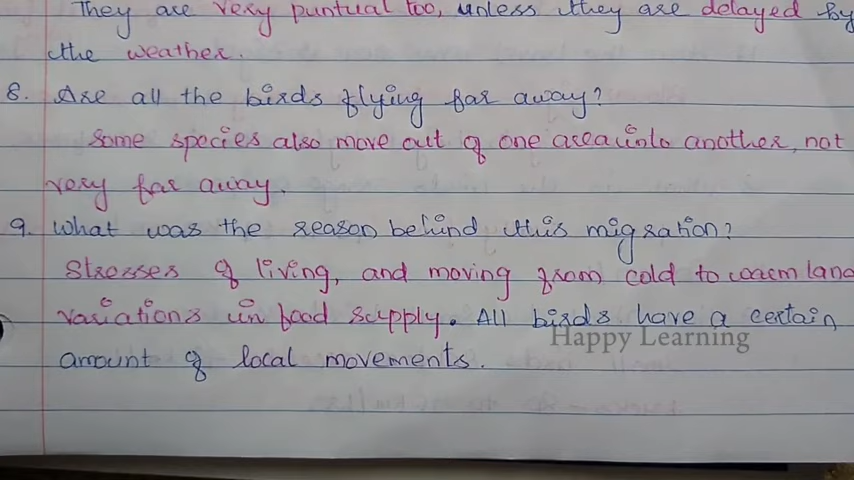 They are very puntual too, unless they are delayed by
the weather.
8. Are all the birds flying far away?
Some species also move out of one area into another, not
very far away.
9. What was the reason behind this migration?
Stresses of living, and moving from cold to warm land
variations in food supply. All birds have a certain
amount of local movements.
Happy Learning